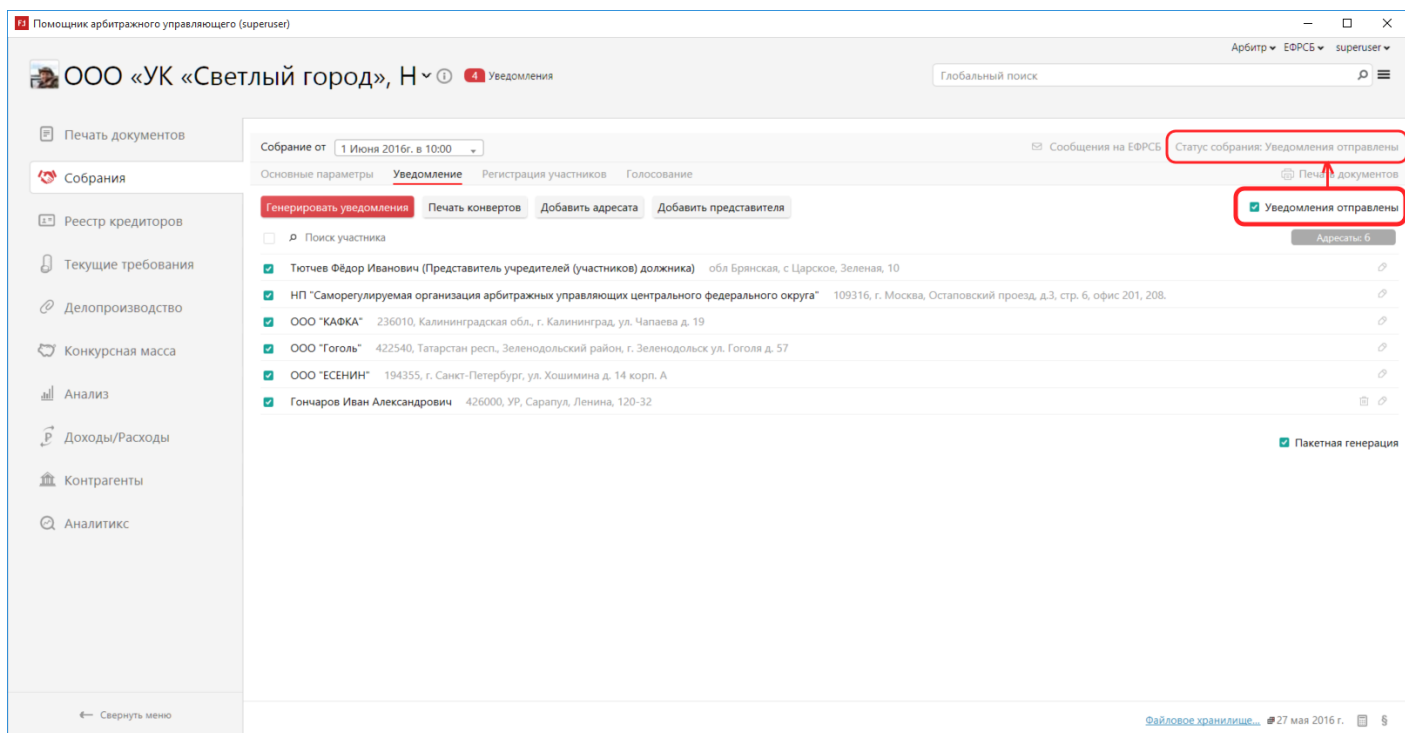 Помощник арбитражного управляющего (superuser)
Арбитр ЕФРСБ superuser
ООО «УК «Светлый город», Н 4 Уведомления Глобальный поиск
Печать документов
Собрания
Реестр кредиторов
Текущие требования
Делопроизводство
Конкурсная масса
Анализ
Доходы/Расходы
Контрагенты
Аналитикс
Свернуть меню
Собрание от 1 Июня 2016г. в 10:00 Сообщения на ЕФРСБ Статус собрания: Уведомления отправлены
Основные параметры Уведомление Регистрация участников Голосование Печать документов
Генерировать уведомления Печать конвертов Добавить адресата Добавить представителя Уведомления отправлены
Поиск участника Адресаты: 6
Тютчев Фёдор Иванович (Представитель учредителей (участников) должника) обл Брянская, с Царское, Зеленая, 10
НП "Саморегулируемая организация арбитражных управляющих центрального федерального округа" 109316, г. Москва, Остаповский проезд, д.3, стр. 6, офис 201, 208.
ООО "КАФКА" 236010, Калининградская обл., г. Калининград, ул. Чапаева д. 19
ООО "Гоголь" 422540, Татарстан респ., Зеленодольский район, г. Зеленодольск ул. Гоголя д. 57
ООО "ЕСЕНИН" 194355, г. Санкт-Петербург, ул. Хошимина д. 14 корп. А
Гончаров Иван Александрович 426000, УР, Сарапул, Ленина, 120-32
Пакетная генерация
Файловое хранилище... 27 мая 2016 г. §